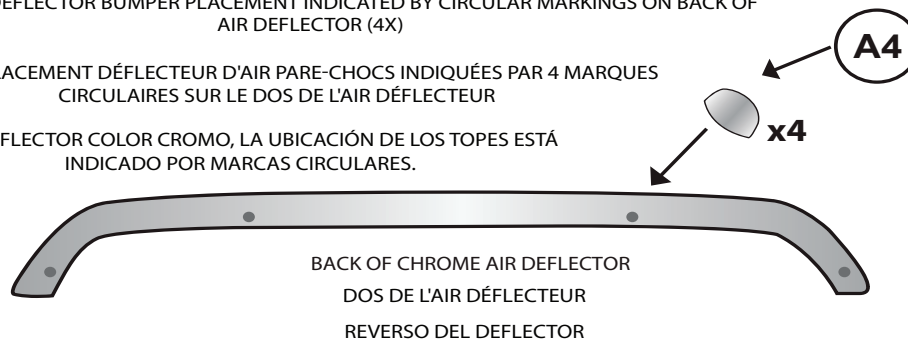 DEFLECTOR BUMPER PLACEMENT INDICATED BY CIRCULAR MARKINGS ON BACK OF
AIR DEFLECTOR (4X)
DÉFLECTEUR D'AIR PARE-CHOCS INDIQUÉES PAR 4 MARQUES
CIRCULAIRES SUR LE DOS DE L'AIR DÉFLECTEUR
COLOR CROMO, LA UBICACIÓN DE LOS TOPES ESTÁ
INDICADO POR MARCAS CIRCULARES.
A4
x4
BACK OF CHROME AIR DEFLECTOR
DOS DE L'AIR DÉFLECTEUR
REVERSO DEL DEFLECTOR